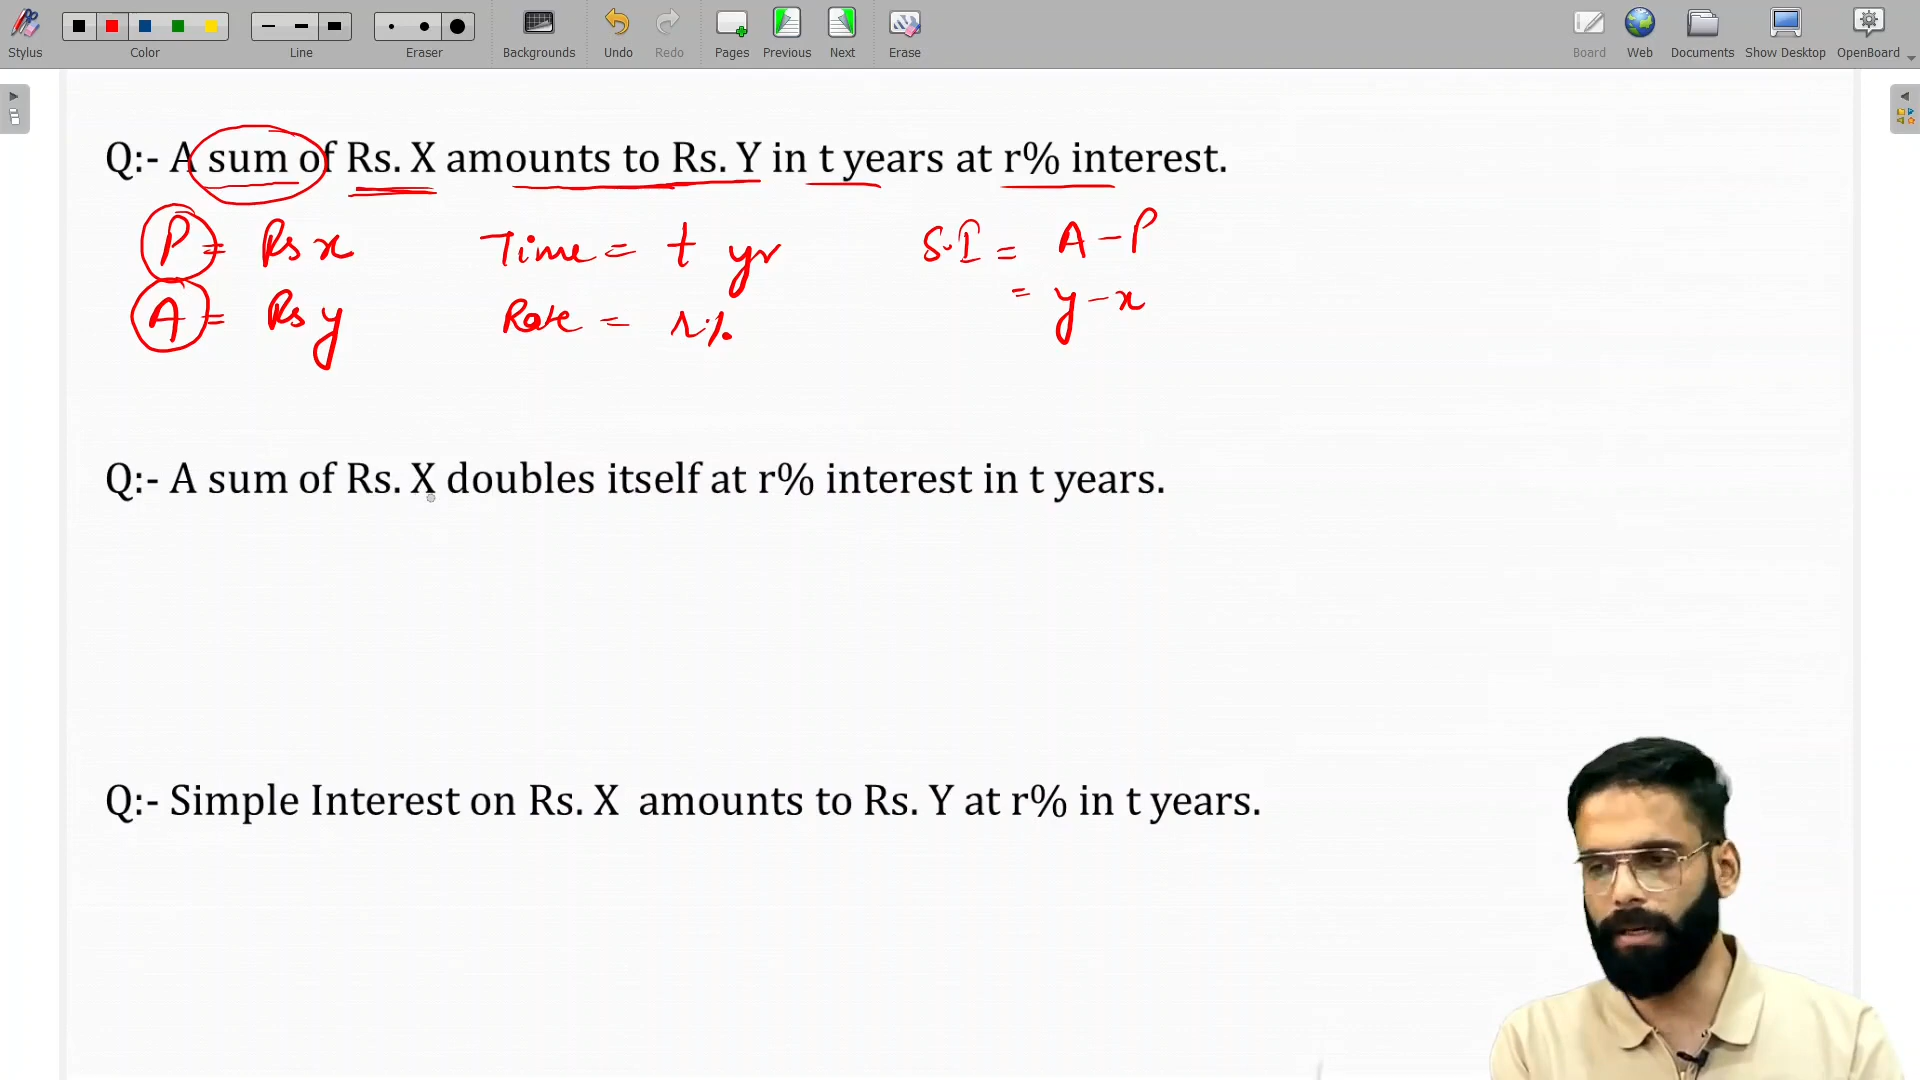 Stylus Color Line Eraser Backgrounds Undo Redo Pages Previous Next Erase Board Web Documents Show Desktop OpenBoard
Q:- A sum of Rs. X amounts to Rs. Y in t years at r% interest.
P = Rs x Time = t yr S.I = A - P
= y - x
A = Rs y Rate = r%
Q:- A sum of Rs. X doubles itself at r% interest in t years.
Q:- Simple Interest on Rs. X amounts to Rs. Y at r% in t years.